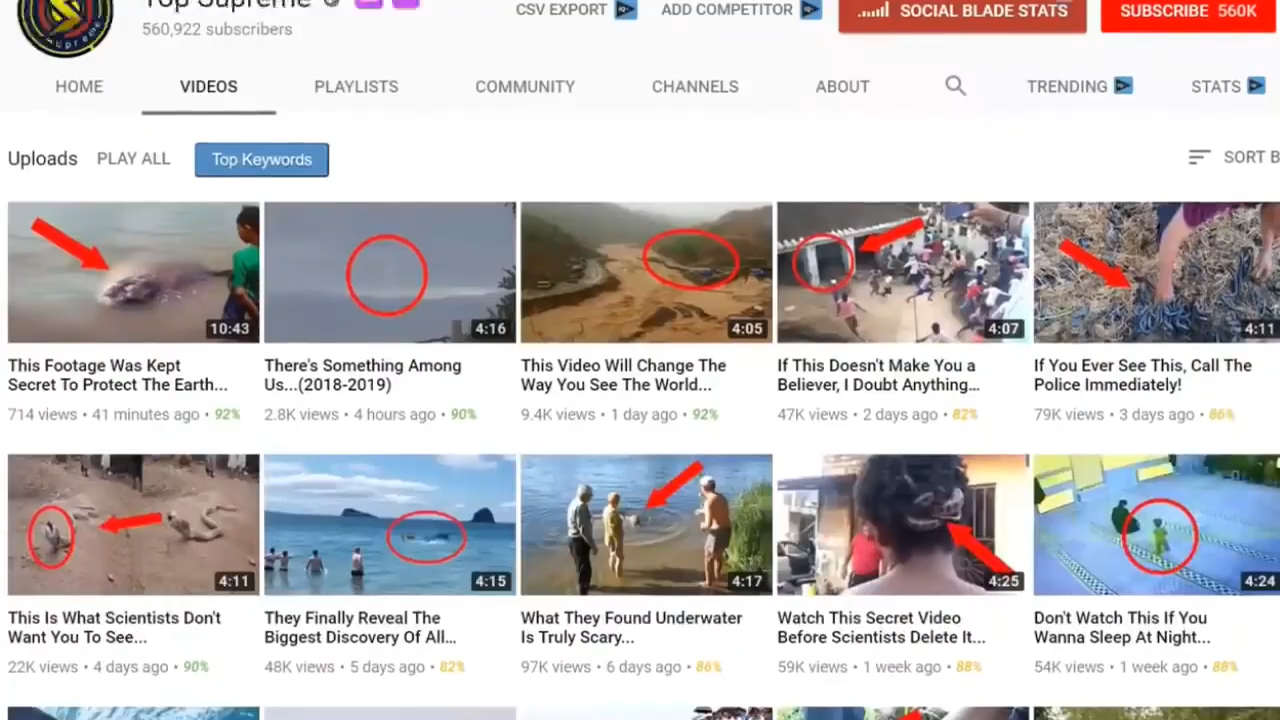 Top Supreme
560,922 subscribers
CSV EXPORT
ADD COMPETITOR
SOCIAL BLADE STATS
SUBSCRIBE 560K
HOME
VIDEOS
PLAYLISTS
COMMUNITY
CHANNELS
ABOUT
TRENDING
STATS
Uploads
PLAY ALL
Top Keywords
SORT B
10:43
4:16
4:05
4:07
4:11
This Footage Was Kept
Secret To Protect The Earth...
714 views • 41 minutes ago • 92%
There's Something Among
Us...(2018-2019)
2.8K views • 4 hours ago • 90%
This Video Will Change The
Way You See The World...
9.4K views • 1 day ago • 92%
If This Doesn't Make You a
Believer, I Doubt Anything...
47K views • 2 days ago • 82%
If You Ever See This, Call The
Police Immediately!
79K views • 3 days ago • 86%
4:11
4:15
4:17
4:25
4:24
This Is What Scientists Don't
Want You To See...
22K views • 4 days ago • 90%
They Finally Reveal The
Biggest Discovery Of All...
48K views • 5 days ago • 82%
What They Found Underwater
Is Truly Scary...
97K views • 6 days ago • 86%
Watch This Secret Video
Before Scientists Delete It...
59K views • 1 week ago • 88%
Don't Watch This If You
Wanna Sleep At Night...
54K views • 1 week ago • 88%